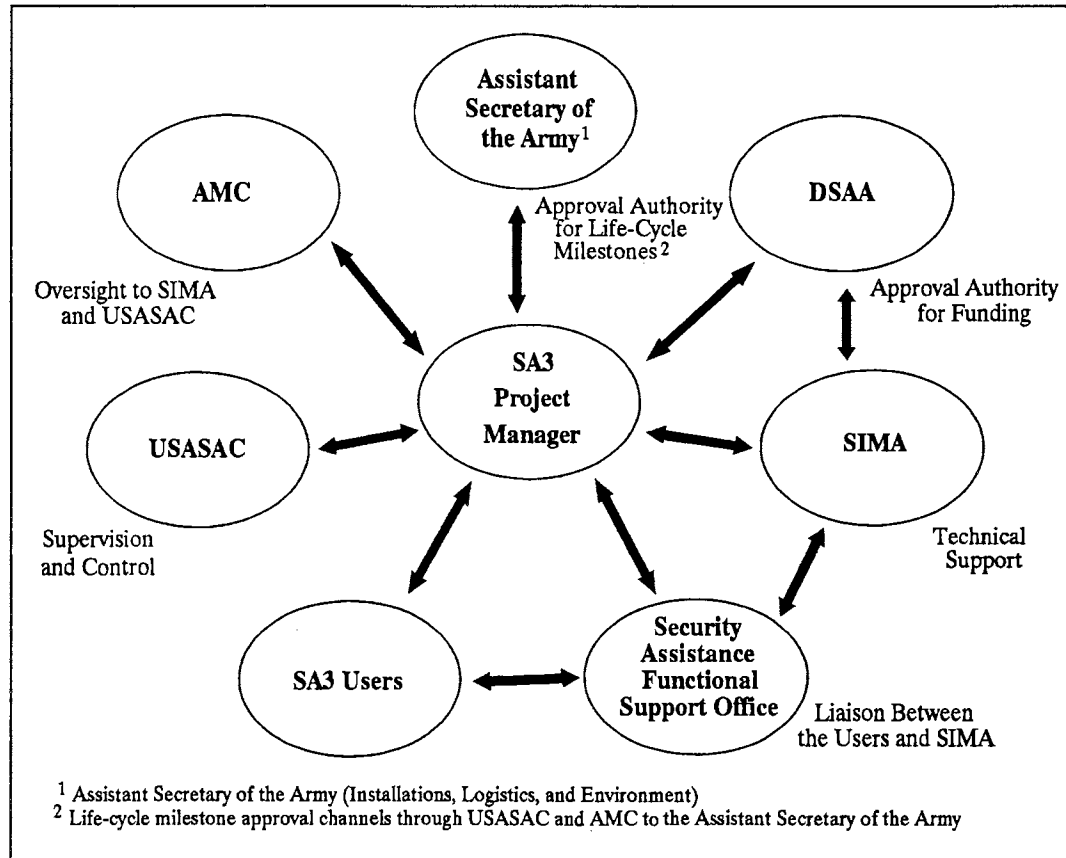 Assistant
Secretary of
the Army1
AMC
DSAA
Approval Authority
for Life-Cycle
Milestones2
Oversight to SIMA
and USASAC
Approval Authority
for Funding
SA3
Project
Manager
USASAC
SIMA
Supervision
and Control
Technical
Support
SA3 Users
Security
Assistance
Functional
Support Office
Liaison Between
the Users and SIMA
1 Assistant Secretary of the Army (Installations, Logistics, and Environment)
2 Life-cycle milestone approval channels through USASAC and AMC to the Assistant Secretary of the Army